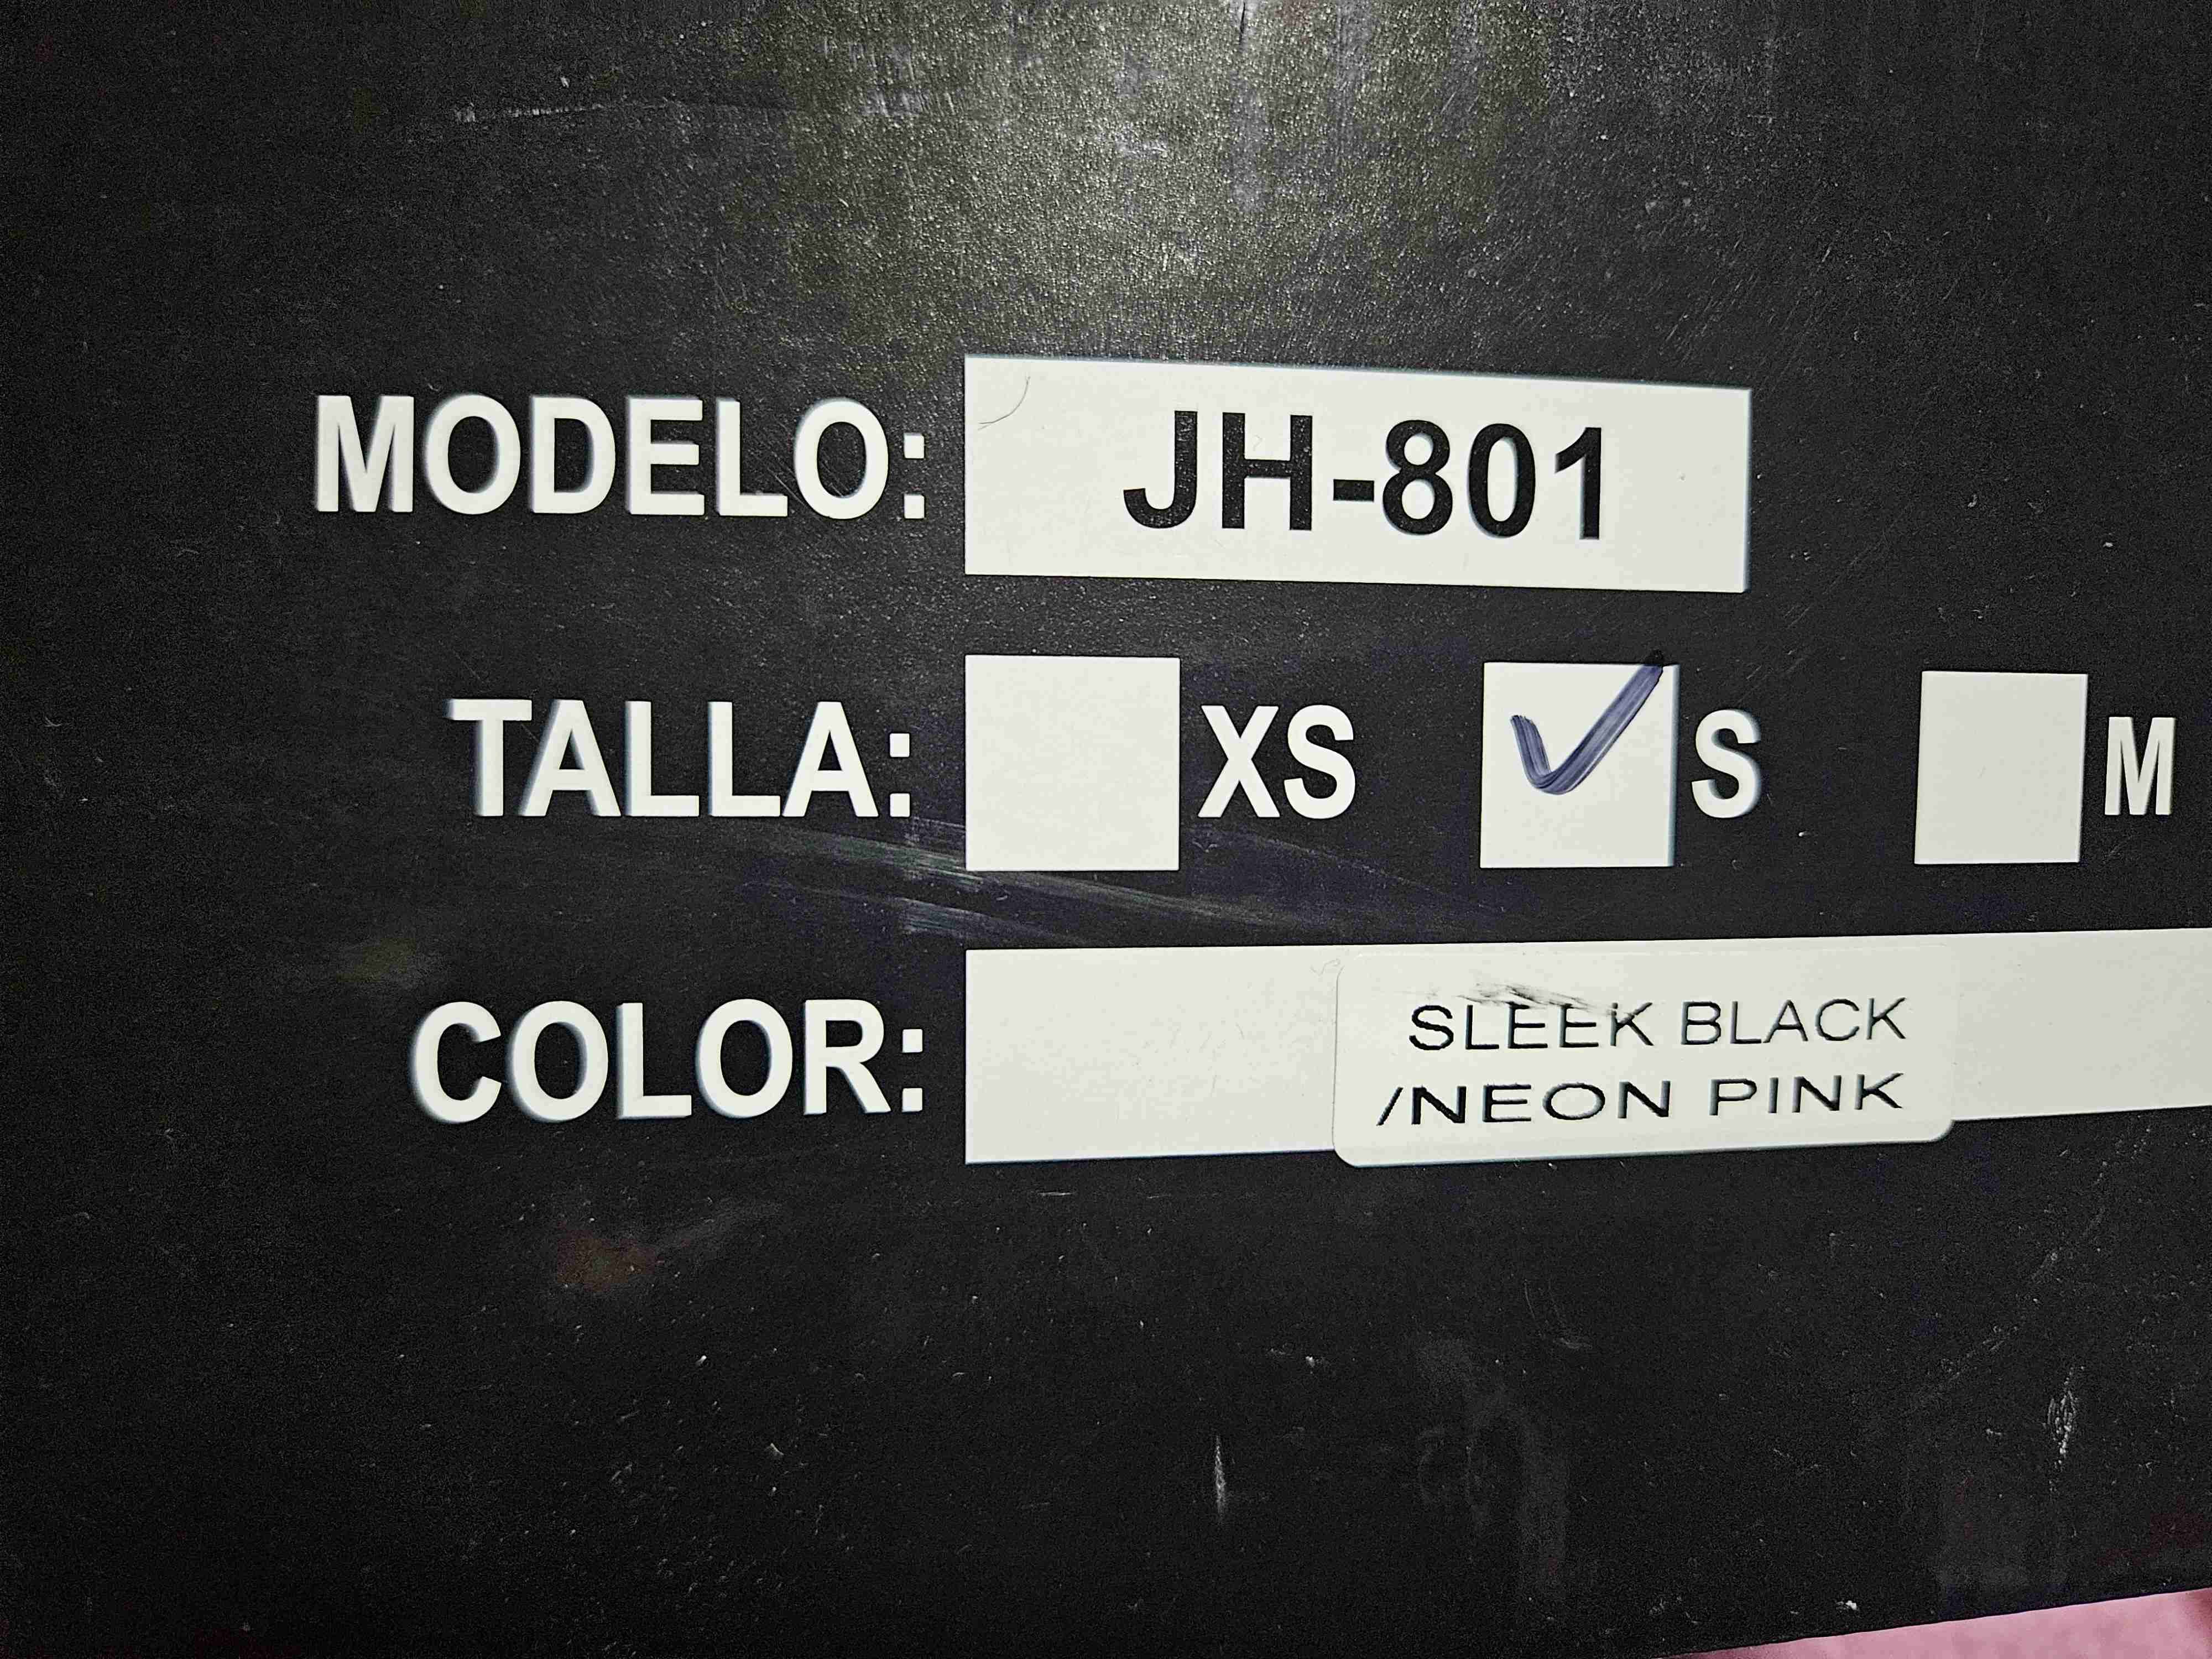 MODELO: JH-801
TALLA: XS S M
COLOR: SLEEK BLACK
/NEON PINK